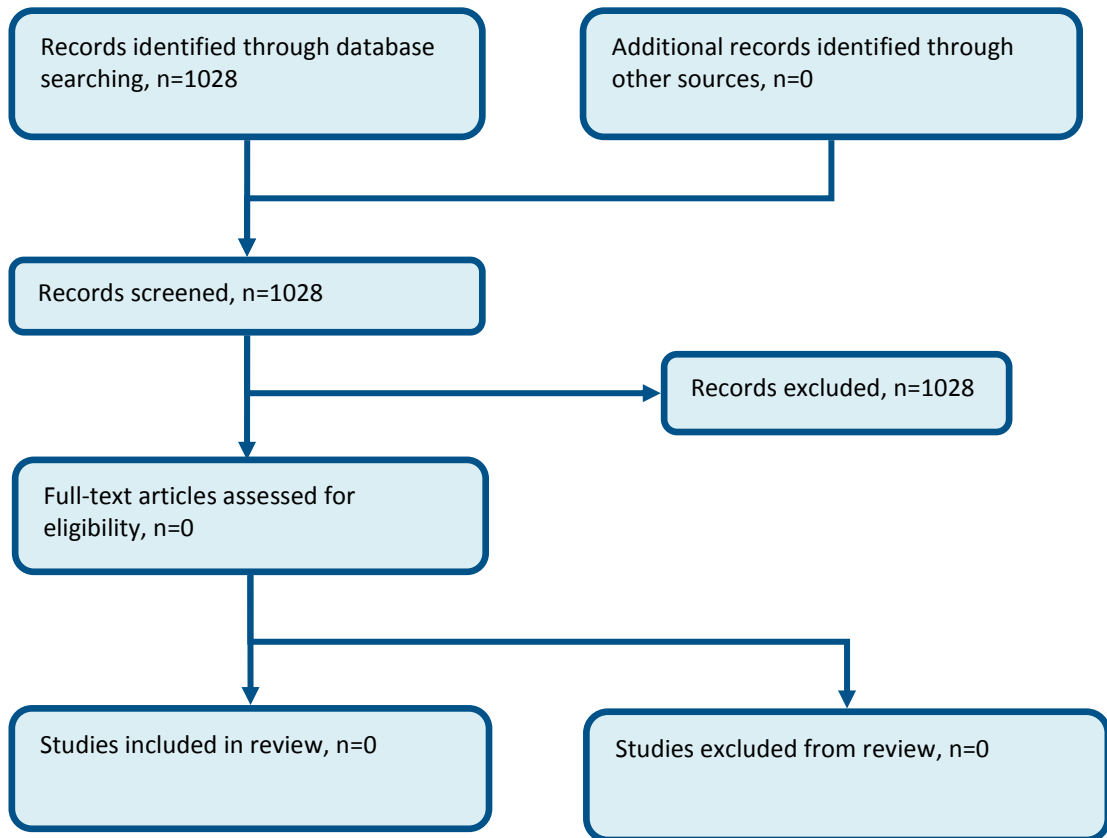 Records identified through database
searching, n=1028
Additional records identified through
other sources, n=0
Records screened, n=1028
Records excluded, n=1028
Full-text articles assessed for
eligibility, n=0
Studies included in review, n=0
Studies excluded from review, n=0